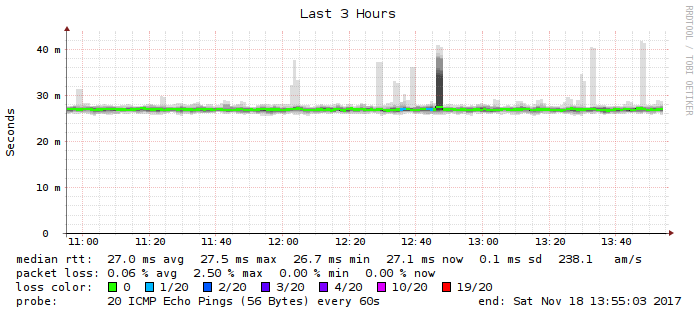 Last 3 Hours
RRDTOOL / TOBI OETIKER
Seconds
40 m
30 m
20 m
10 m
0
11:00 11:20 11:40 12:00 12:20 12:40 13:00 13:20 13:40
median rtt: 27.0 ms avg 27.5 ms max 26.7 ms min 27.1 ms now 0.1 ms sd 238.1 am/s
packet loss: 0.06 % avg 2.50 % max 0.00 % min 0.00 % now
loss color: 0 1/20 2/20 3/20 4/20 10/20 19/20
probe: 20 ICMP Echo Pings (56 Bytes) every 60s end: Sat Nov 18 13:55:03 2017